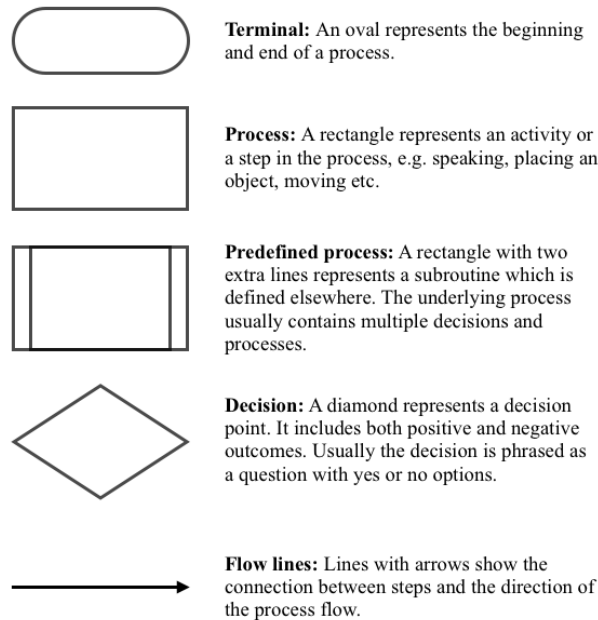 Terminal: An oval represents the beginning
and end of a process.
Process: A rectangle represents an activity or
a step in the process, e.g. speaking, placing an
object, moving etc.
Predefined process: A rectangle with two
extra lines represents a subroutine which is
defined elsewhere. The underlying process
usually contains multiple decisions and
processes.
Decision: A diamond represents a decision
point. It includes both positive and negative
outcomes. Usually the decision is phrased as
a question with yes or no options.
Flow lines: Lines with arrows show the
connection between steps and the direction of
the process flow.